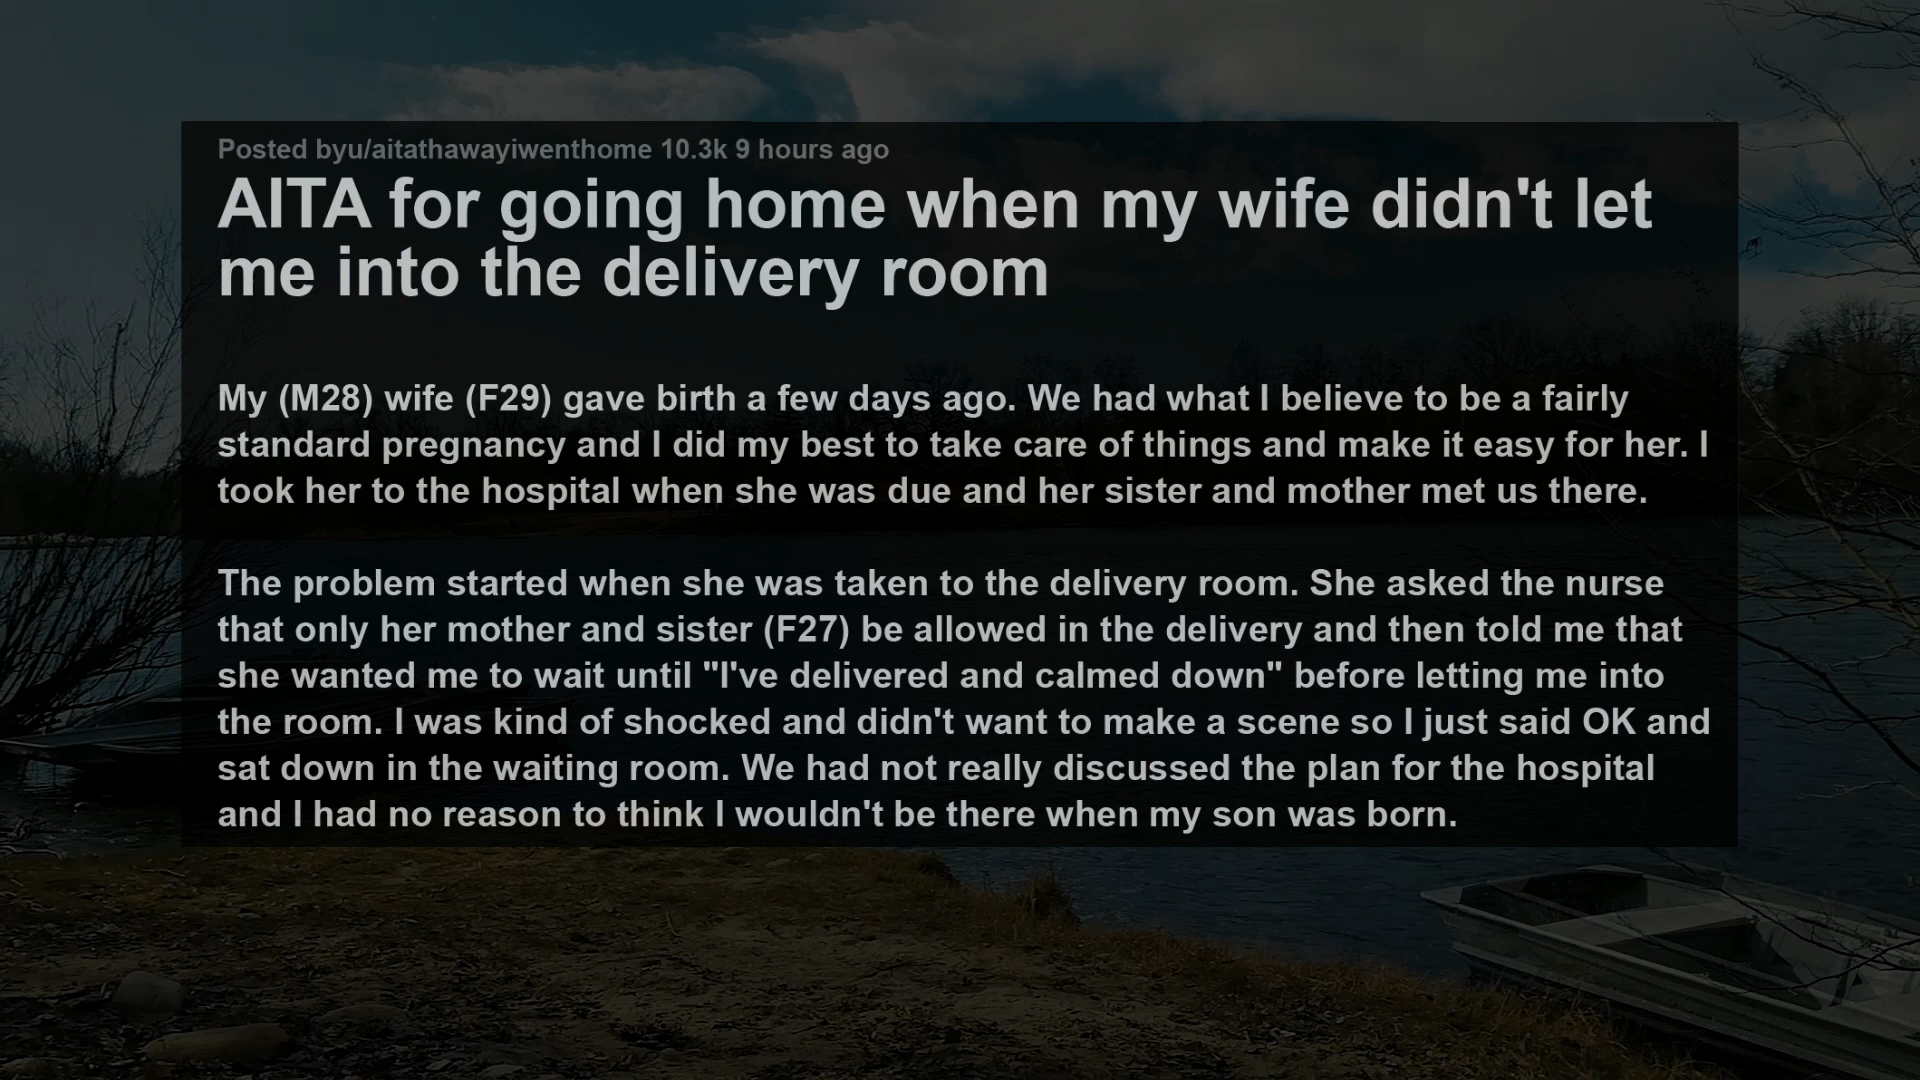 Posted byu/aitathawayiwenthome 10.3k 9 hours ago
AITA for going home when my wife didn't let
me into the delivery room
My (M28) wife (F29) gave birth a few days ago. We had what I believe to be a fairly
standard pregnancy and I did my best to take care of things and make it easy for her. I
took her to the hospital when she was due and her sister and mother met us there.
The problem started when she was taken to the delivery room. She asked the nurse
that only her mother and sister (F27) be allowed in the delivery and then told me that
she wanted me to wait until "I've delivered and calmed down" before letting me into
the room. I was kind of shocked and didn't want to make a scene so I just said OK and
sat down in the waiting room. We had not really discussed the plan for the hospital
and I had no reason to think I wouldn't be there when my son was born.